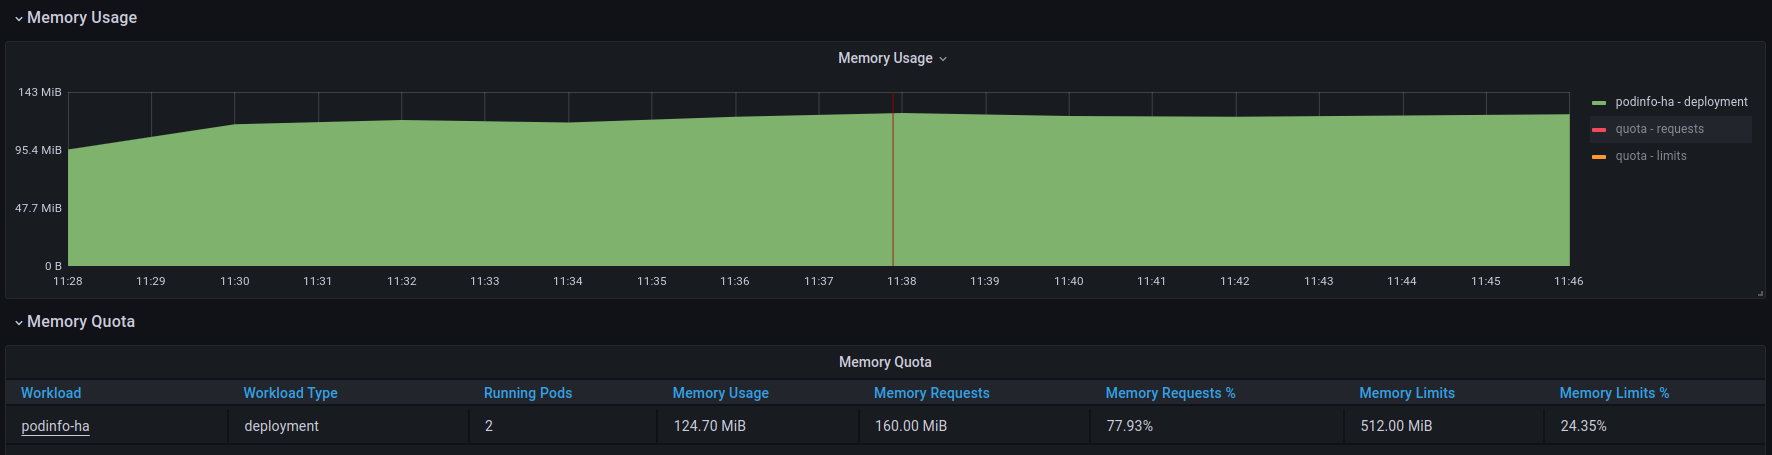 Memory Usage
Memory Usage
143 MiB
95.4 MiB
47.7 MiB
0 B
11:28 11:29 11:30 11:31 11:32 11:33 11:34 11:35 11:36 11:37 11:38 11:39 11:40 11:41 11:42 11:43 11:44 11:45 11:46
podinfo-ha - deployment
quota - requests
quota - limits
Memory Quota
Memory Quota
Workload Workload Type Running Pods Memory Usage Memory Requests Memory Requests % Memory Limits Memory Limits %
podinfo-ha deployment 2 124.70 MiB 160.00 MiB 77.93% 512.00 MiB 24.35%